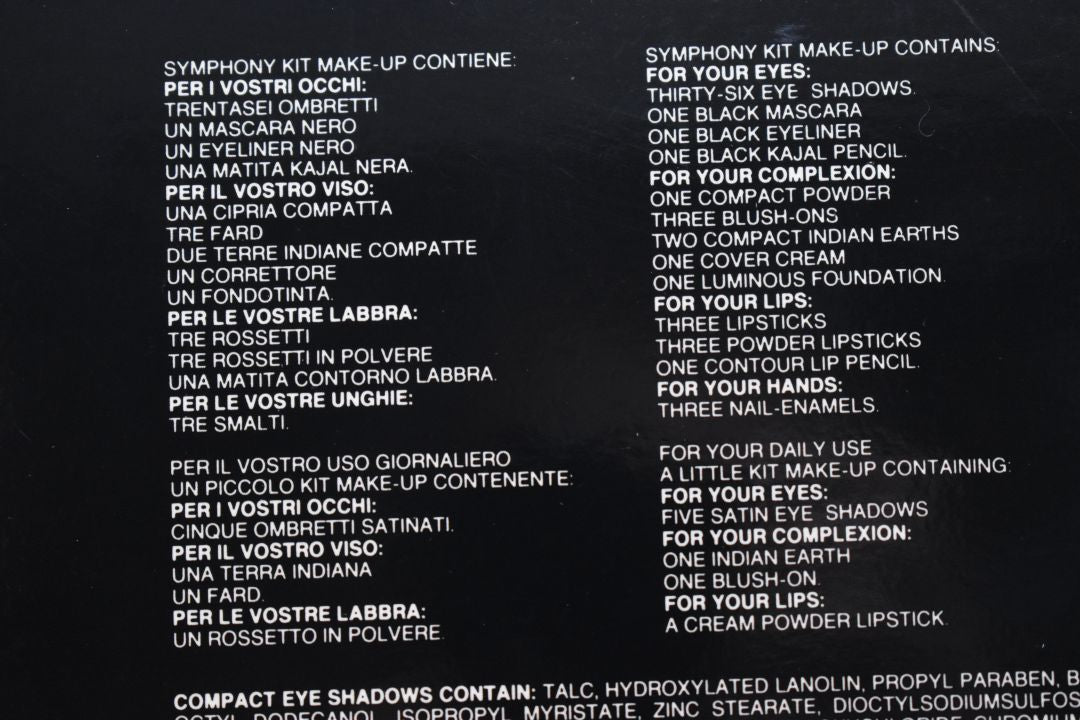 SYMPHONY KIT MAKE-UP CONTIENE:
PER I VOSTRI OCCHI:
TRENTASEI OMBRETTI
UN MASCARA NERO
UN EYELINER NERO
UNA MATITA KAJAL NERA.
PER IL VOSTRO VISO:
UNA CIPRIA COMPATTA
TRE FARD
DUE TERRE INDIANE COMPATTE
UN CORRETTORE
UN FONDOTINTA.
PER LE VOSTRE LABBRA:
TRE ROSSETTI
TRE ROSSETTI IN POLVERE
UNA MATITA CONTORNO LABBRA.
PER LE VOSTRE UNGHIE:
TRE SMALTI.
PER IL VOSTRO USO GIORNALIERO
UN PICCOLO KIT MAKE-UP CONTENENTE:
PER I VOSTRI OCCHI:
CINQUE OMBRETTI SATINATI.
PER IL VOSTRO VISO:
UNA TERRA INDIANA
UN FARD.
PER LE VOSTRE LABBRA:
UN ROSSETTO IN POLVERE.
SYMPHONY KIT MAKE-UP CONTAINS:
FOR YOUR EYES:
THIRTY-SIX EYE SHADOWS.
ONE BLACK MASCARA
ONE BLACK EYELINER
ONE BLACK KAJAL PENCIL.
FOR YOUR COMPLEXION:
ONE COMPACT POWDER
THREE BLUSH-ONS
TWO COMPACT INDIAN EARTHS
ONE COVER CREAM
ONE LUMINOUS FOUNDATION.
FOR YOUR LIPS:
THREE LIPSTICKS
THREE POWDER LIPSTICKS
ONE CONTOUR LIP PENCIL.
FOR YOUR HANDS:
THREE NAIL-ENAMELS.
FOR YOUR DAILY USE
A LITTLE KIT MAKE-UP CONTAINING:
FOR YOUR EYES:
FIVE SATIN EYE SHADOWS
FOR YOUR COMPLEXION:
ONE INDIAN EARTH
ONE BLUSH-ON.
FOR YOUR LIPS:
A CREAM POWDER LIPSTICK.
COMPACT EYE SHADOWS CONTAIN: TALC, HYDROXYLATED LANOLIN, PROPYL PARABEN, B
OCTYL DODECANOL, ISOPROPYL MYRISTATE, ZINC STEARATE, DIOCTYLSODIUMSULFOS